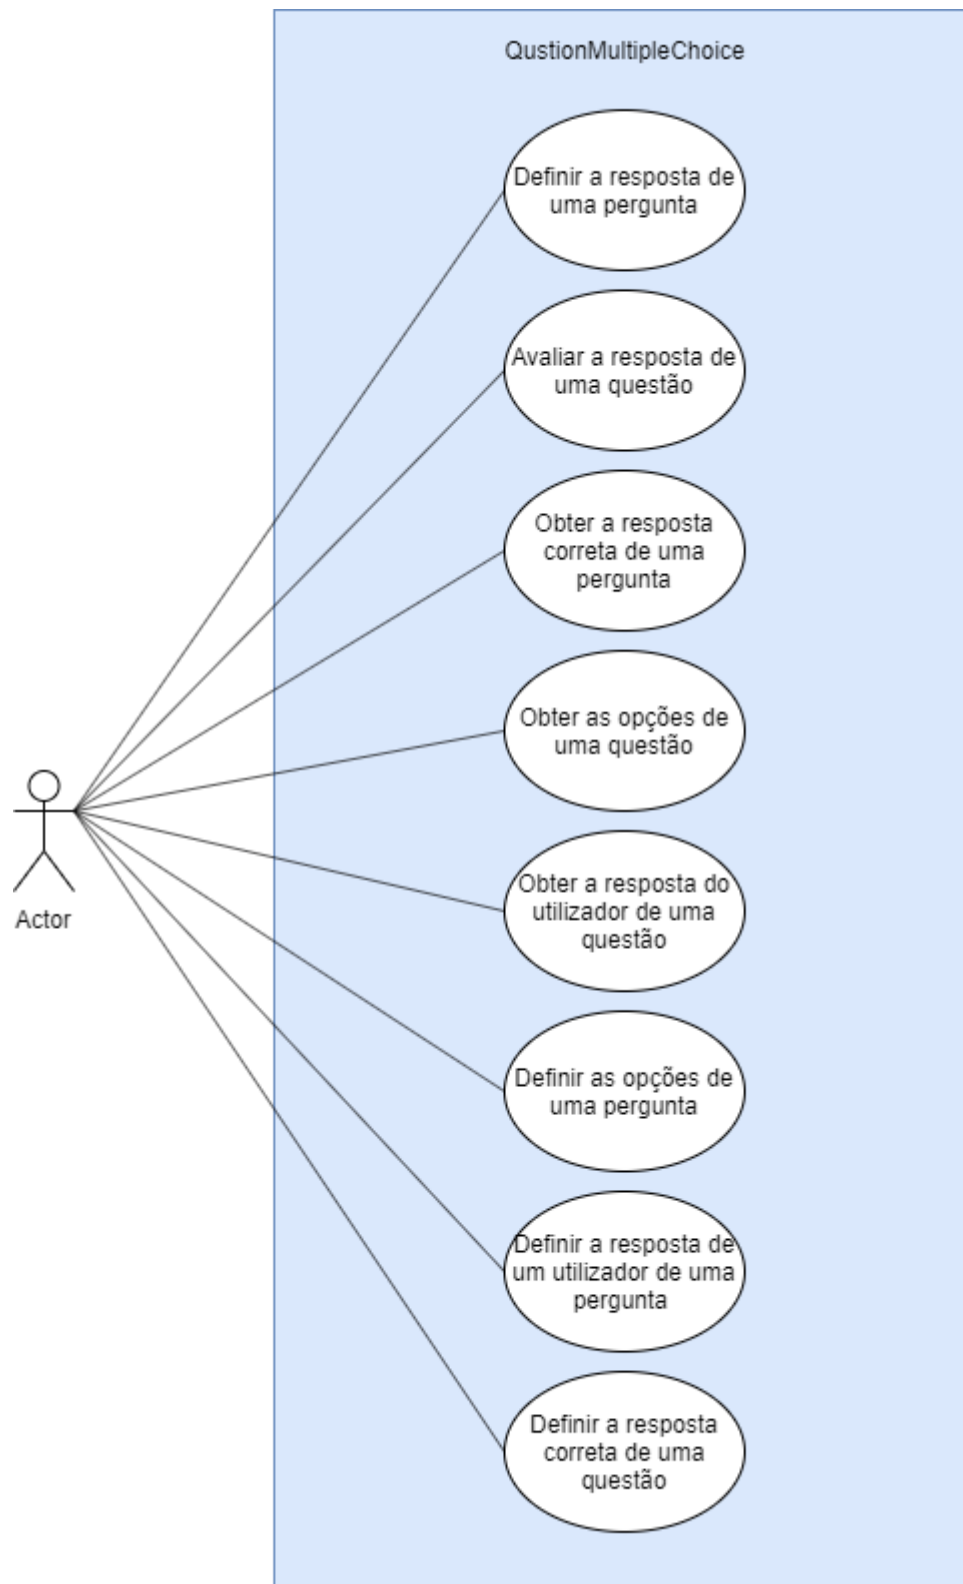 QustionMultipleChoice
Definir a resposta de
uma pergunta
Avaliar a resposta de
uma questão
Obter a resposta
correta de uma
pergunta
Obter as opções de
uma questão
Obter a resposta do
utilizador de uma
questão
Actor
Definir as opções de
uma pergunta
Definir a resposta de
um utilizador de uma
pergunta
Definir a resposta
correta de uma
questão